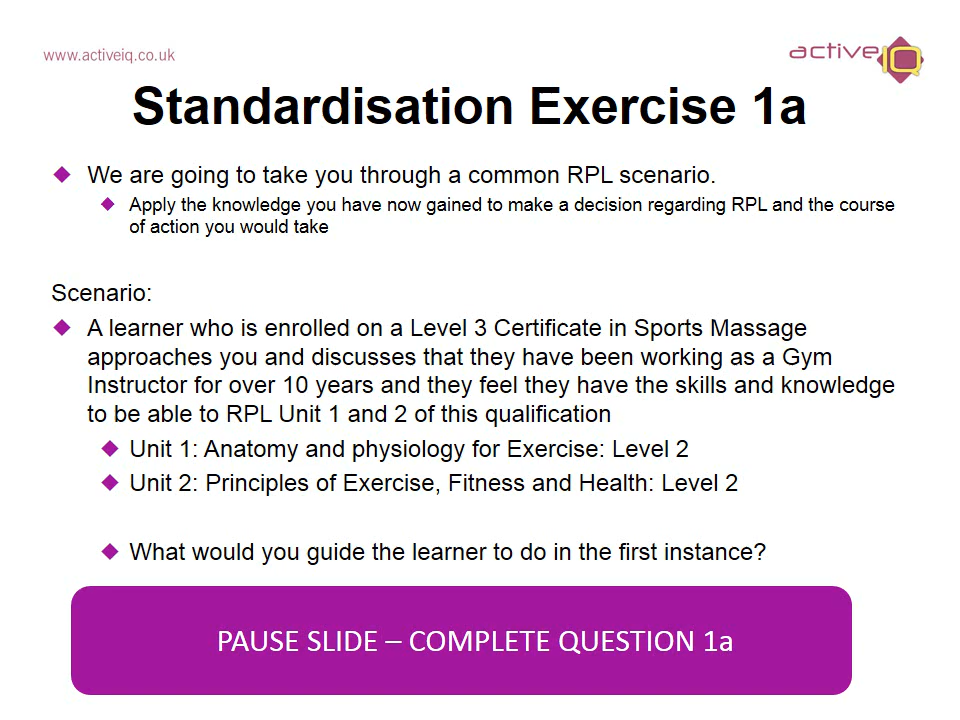 www.activeiq.co.uk
active IQ
Standardisation Exercise 1a
We are going to take you through a common RPL scenario.
Apply the knowledge you have now gained to make a decision regarding RPL and the course
of action you would take
Scenario:
A learner who is enrolled on a Level 3 Certificate in Sports Massage
approaches you and discusses that they have been working as a Gym
Instructor for over 10 years and they feel they have the skills and knowledge
to be able to RPL Unit 1 and 2 of this qualification
Unit 1: Anatomy and physiology for Exercise: Level 2
Unit 2: Principles of Exercise, Fitness and Health: Level 2
What would you guide the learner to do in the first instance?
PAUSE SLIDE – COMPLETE QUESTION 1a